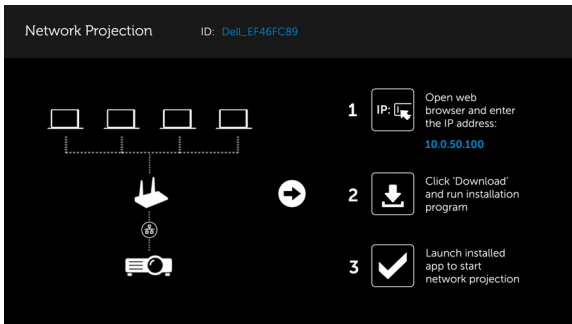 Network Projection
ID: Dell_EF46FC89
1
IP:
Open web
browser and enter
the IP address:
10.0.50.100
2
Click 'Download'
and run installation
program
3
Launch installed
app to start
network projection